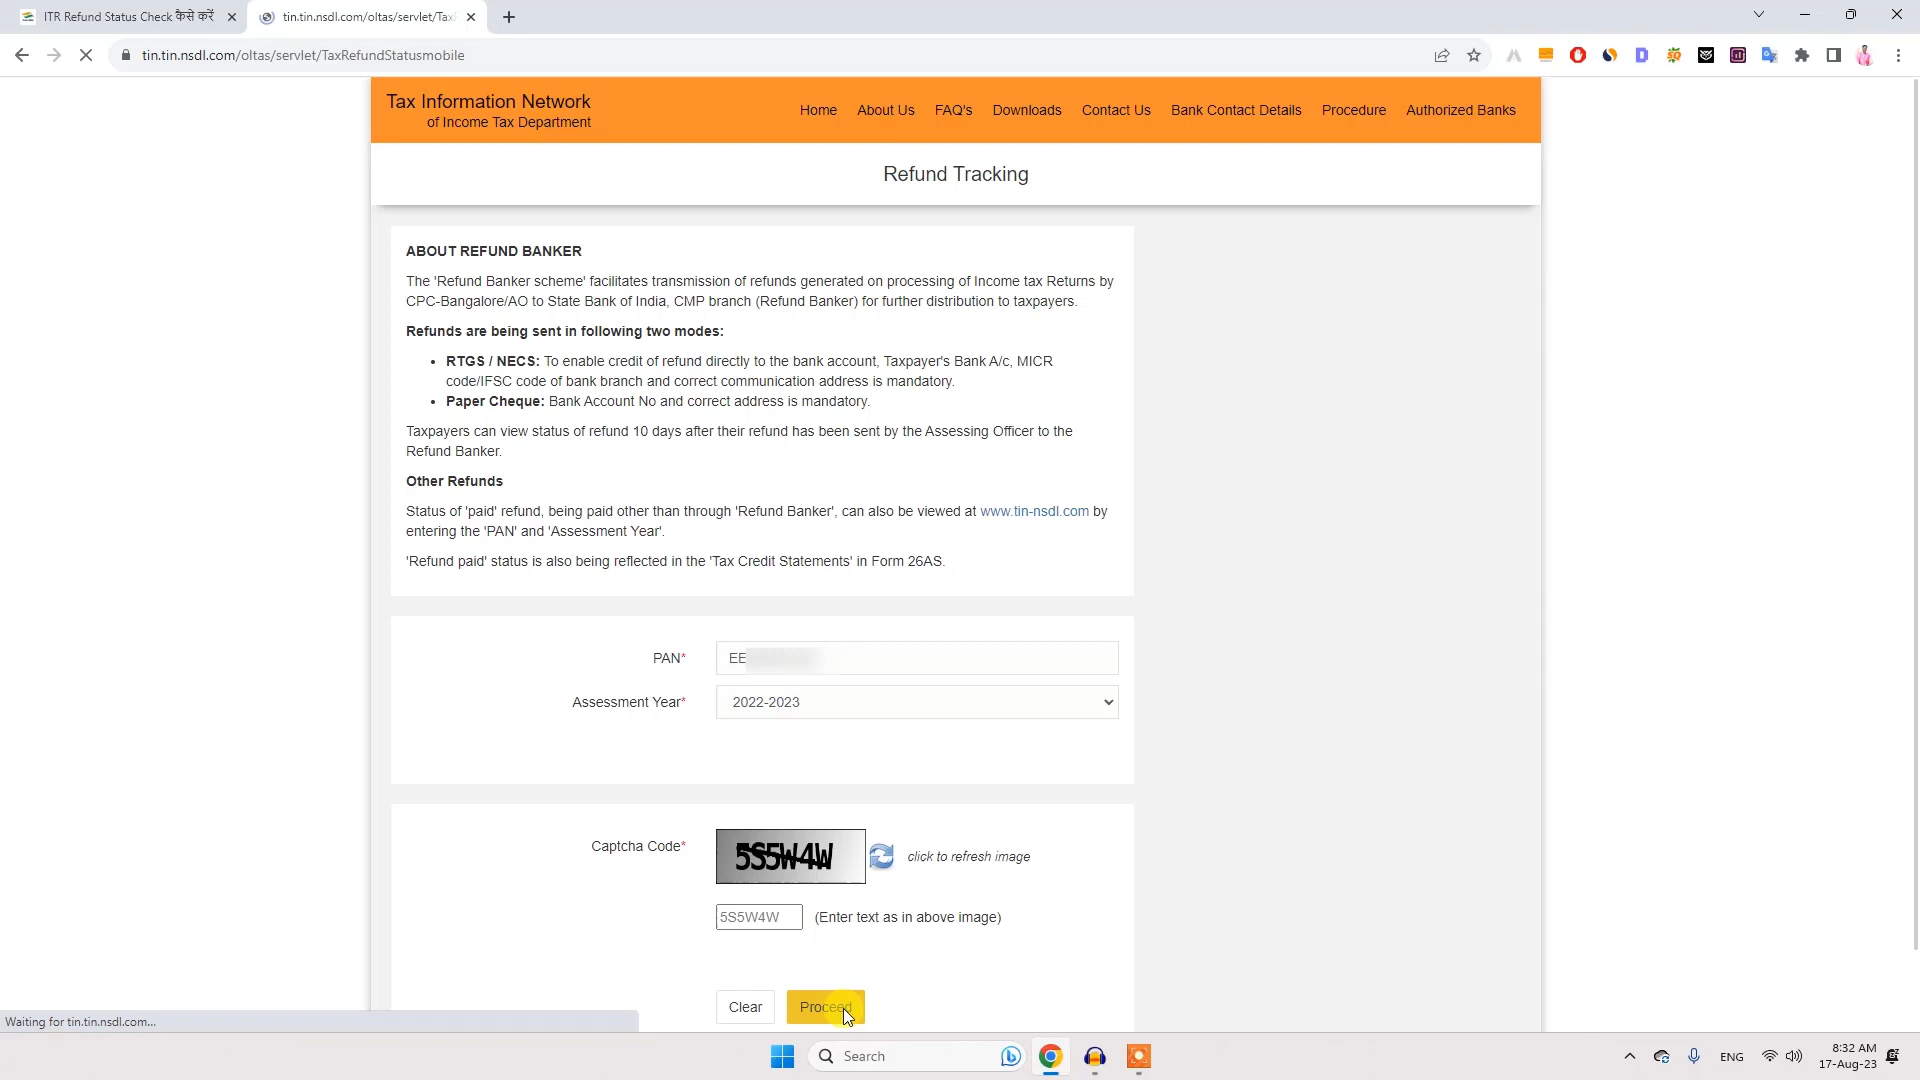 ITR Refund Status Check कैसे करें
tin.tin.nsdl.com/oltas/servlet/Tax
tin.tin.nsdl.com/oltas/servlet/TaxRefundStatusmobile
Tax Information Network
of Income Tax Department
Home About Us FAQ's Downloads Contact Us Bank Contact Details Procedure Authorized Banks
Refund Tracking
ABOUT REFUND BANKER
The 'Refund Banker scheme' facilitates transmission of refunds generated on processing of Income tax Returns by
CPC-Bangalore/AO to State Bank of India, CMP branch (Refund Banker) for further distribution to taxpayers.
Refunds are being sent in following two modes:
• RTGS / NECS: To enable credit of refund directly to the bank account, Taxpayer's Bank A/c, MICR
code/IFSC code of bank branch and correct communication address is mandatory.
• Paper Cheque: Bank Account No and correct address is mandatory.
Taxpayers can view status of refund 10 days after their refund has been sent by the Assessing Officer to the
Refund Banker.
Other Refunds
Status of 'paid' refund, being paid other than through 'Refund Banker', can also be viewed at www.tin-nsdl.com by
entering the 'PAN' and 'Assessment Year'.
'Refund paid' status is also being reflected in the 'Tax Credit Statements' in Form 26AS.
PAN* EE
Assessment Year* 2022-2023
Captcha Code* 5S5W4W click to refresh image
5S5W4W (Enter text as in above image)
Clear Proceed
Waiting for tin.tin.nsdl.com...
Search
ENG
8:32 AM
17-Aug-23